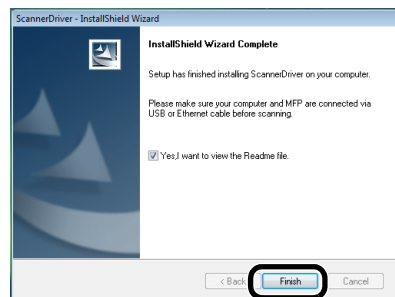 ScannerDriver - InstallShield Wizard
InstallShield Wizard Complete
Setup has finished installing ScannerDriver on your computer.
Please make sure your computer and MFP are connected via
USB or Ethernet cable before scanning.
Yes,I want to view the Readme file.
< Back Finish Cancel